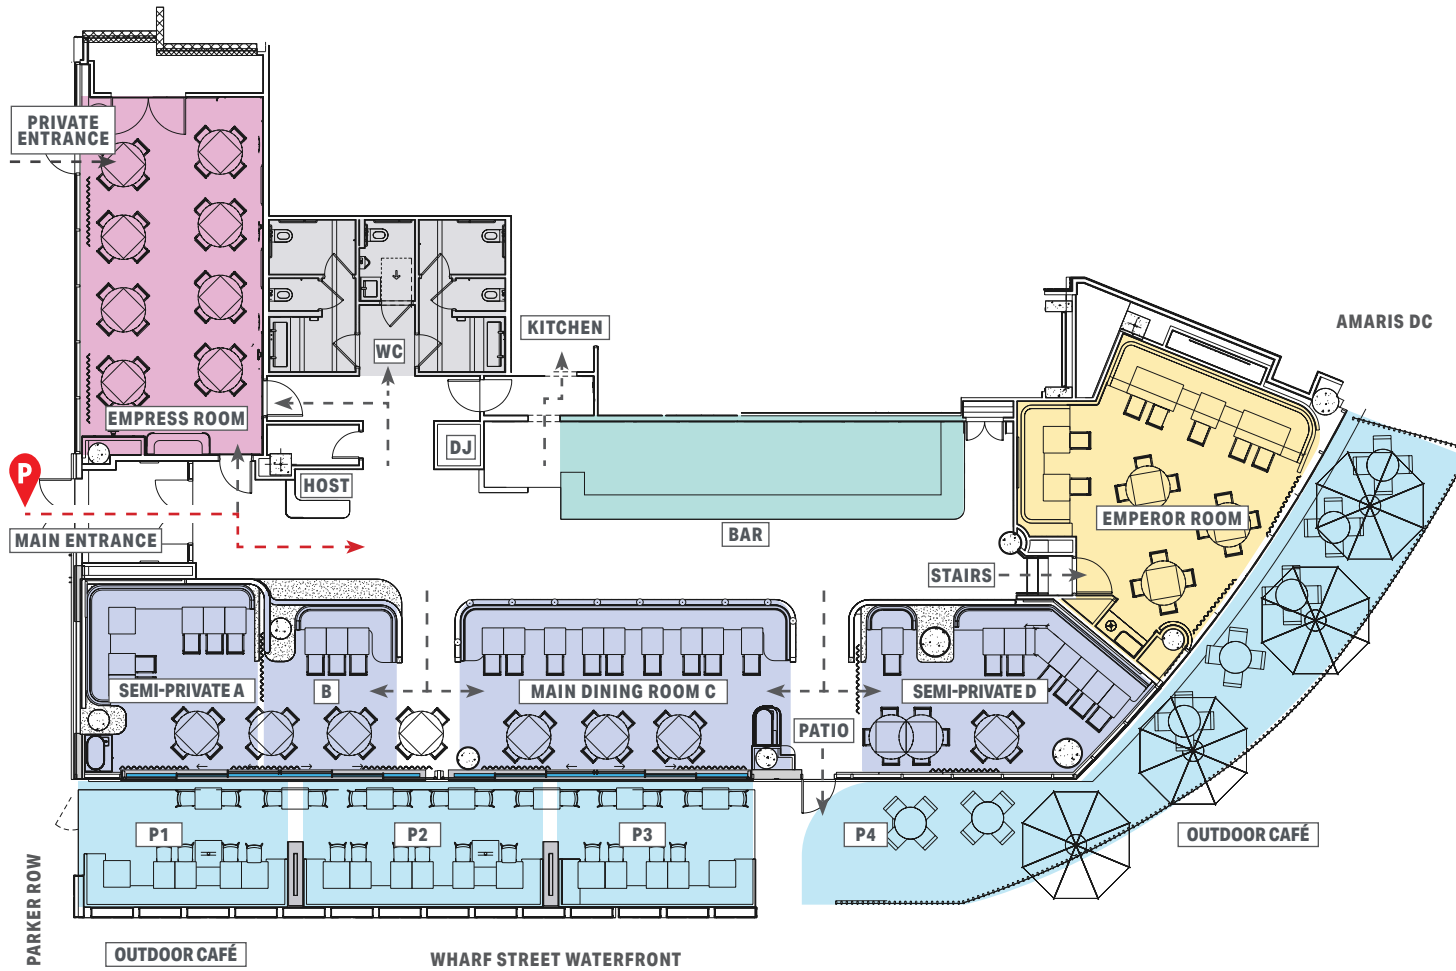 PRIVATE
ENTRANCE
KITCHEN
AMARIS DC
WC
EMPRESS ROOM
DJ
P
HOST
EMPEROR ROOM
MAIN ENTRANCE
BAR
STAIRS
SEMI-PRIVATE A
B
MAIN DINING ROOM C
SEMI-PRIVATE D
PATIO
P1
P2
P3
P4
OUTDOOR CAFÉ
PARKER ROW
OUTDOOR CAFÉ
WHARF STREET WATERFRONT